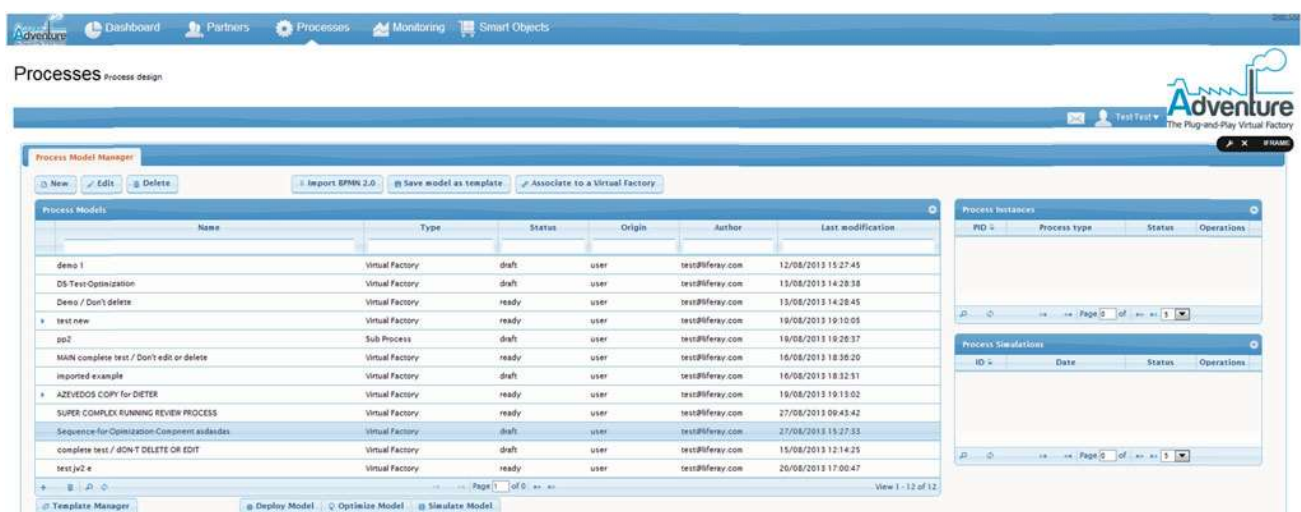 Adventure
Dashboard Partners Processes Monitoring Smart Objects
Processes Process design
Adventure
The Plug-and-Play Virtual Factory
Test Test
IFRAME
Process Model Manager
New Edit Delete Import BPMN 2.0 Save model as template Associate to a Virtual Factory
Process Models
Name Type Status Origin Author Last modification
demo 1 Virtual Factory draft user test@liferay.com 12/08/2013 15:27:45
DS-Test-Optimization Virtual Factory draft user test@liferay.com 13/08/2013 14:28:38
Demo / Don't delete Virtual Factory ready user test@liferay.com 13/08/2013 14:28:45
test new Virtual Factory ready user test@liferay.com 19/08/2013 19:10:05
pp2 Sub Process draft user test@liferay.com 19/08/2013 19:26:37
MAIN complete test / Don't edit or delete Virtual Factory ready user test@liferay.com 16/08/2013 18:36:20
imported example Virtual Factory draft user test@liferay.com 16/08/2013 18:32:51
AZEVEDOS COPY for DIETER Virtual Factory ready user test@liferay.com 19/08/2013 19:13:02
SUPER COMPLEX RUNNING REVIEW PROCESS Virtual Factory ready user test@liferay.com 27/08/2013 09:43:42
Sequence-for-Opimization-Compnent asdasdas Virtual Factory draft user test@liferay.com 27/08/2013 15:27:33
complete test / dON·T DELETE OR EDIT Virtual Factory draft user test@liferay.com 15/08/2013 12:14:25
test jv2 e Virtual Factory ready user test@liferay.com 20/08/2013 17:00:47
Page 1 of 0 View 1 - 12 of 12
Template Manager Deploy Model Optimize Model Simulate Model
Process Instances
PID Process type Status Operations
Page 0 of 5
Process Simulations
ID Date Status Operations
Page 0 of 5